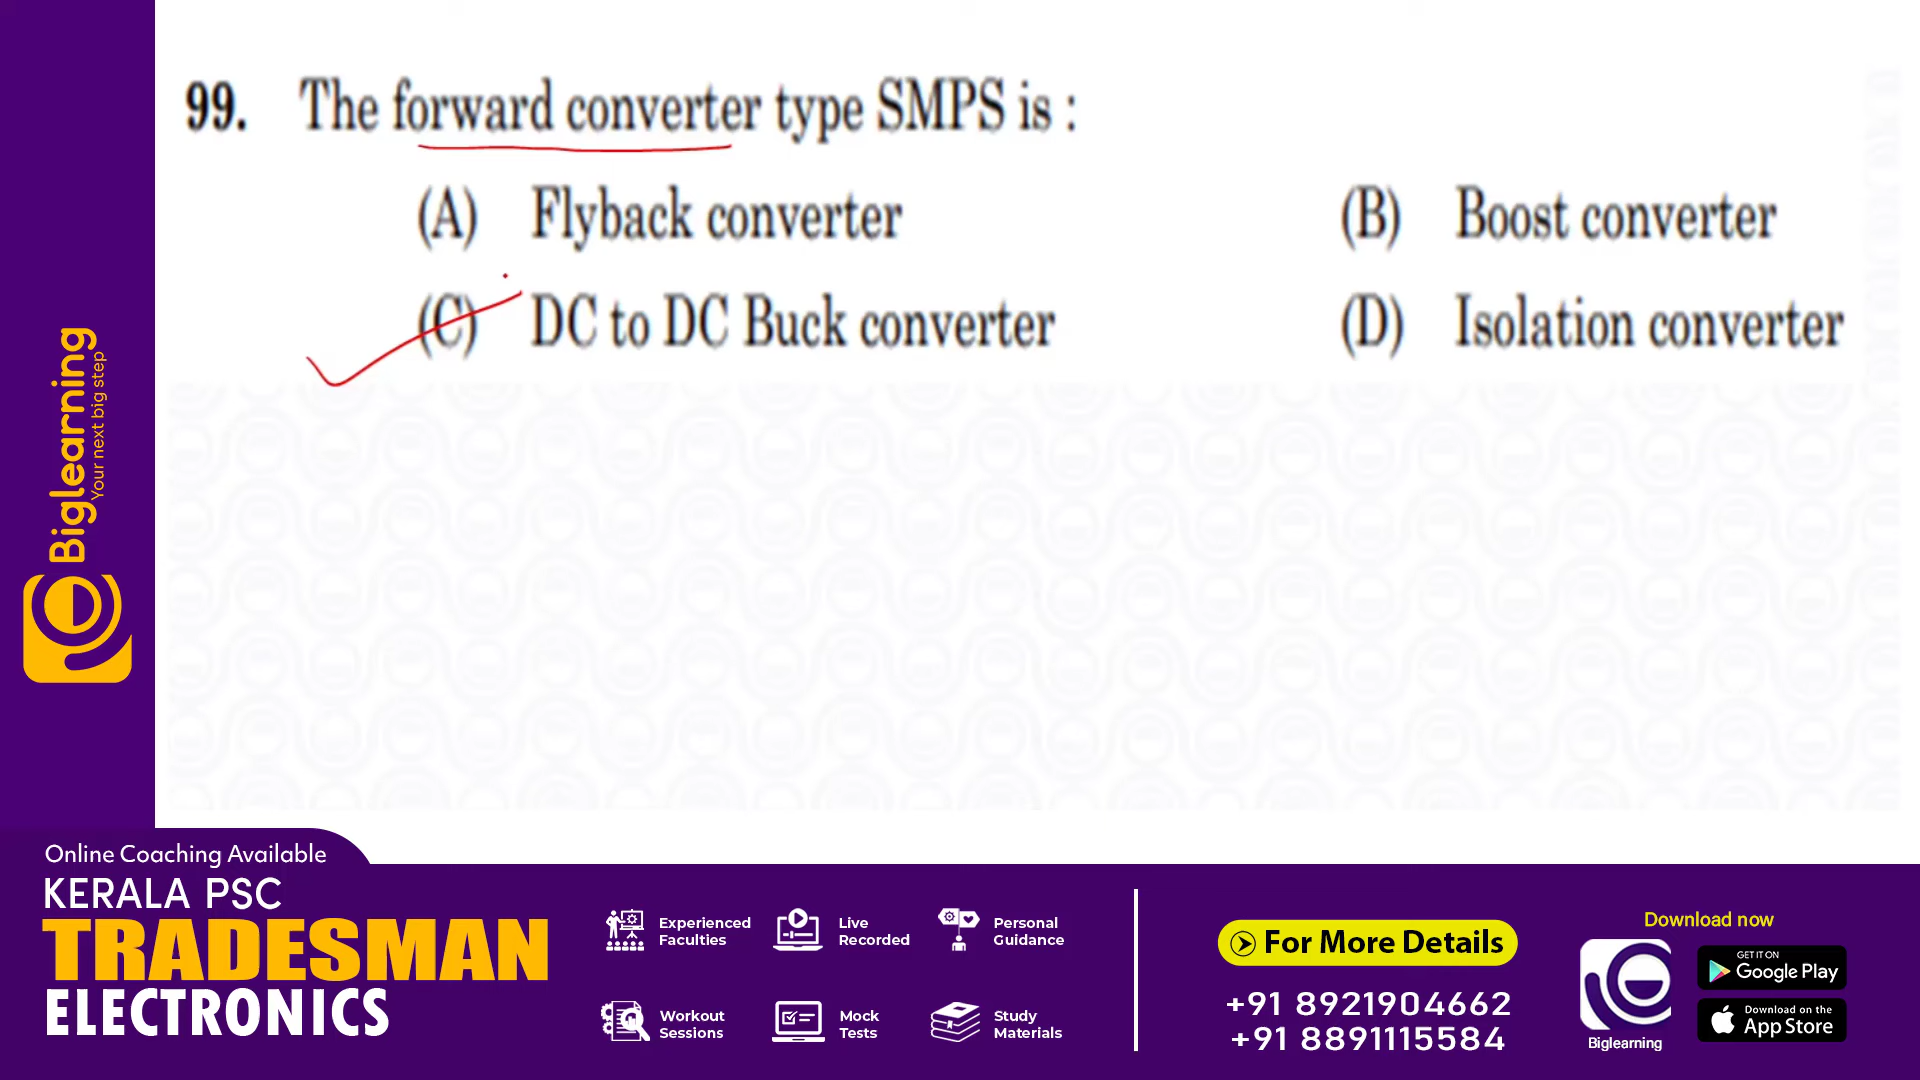 99. The forward converter type SMPS is :
(A) Flyback converter
(B) Boost converter
(C) DC to DC Buck converter
(D) Isolation converter
Biglearning
Your next big step
Online Coaching Available
KERALA PSC
TRADESMAN
ELECTRONICS
Experienced
Faculties
Live
Recorded
Personal
Guidance
Workout
Sessions
Mock
Tests
Study
Materials
For More Details
+91 8921904662
+91 8891115584
Download now
Biglearning
GET IT ON
Google Play
Download on the
App Store